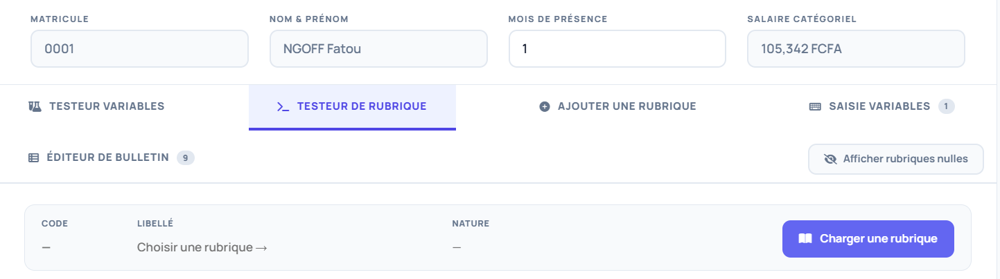 MATRICULE NOM & PRÉNOM MOIS DE PRÉSENCE SALAIRE CATÉGORIEL
0001 NGOFF Fatou 1 105,342 FCFA
TESTEUR VARIABLES TESTEUR DE RUBRIQUE AJOUTER UNE RUBRIQUE SAISIE VARIABLES 1
ÉDITEUR DE BULLETIN 9 Afficher rubriques nulles
CODE LIBELLÉ NATURE
— Choisir une rubrique → — Charger une rubrique